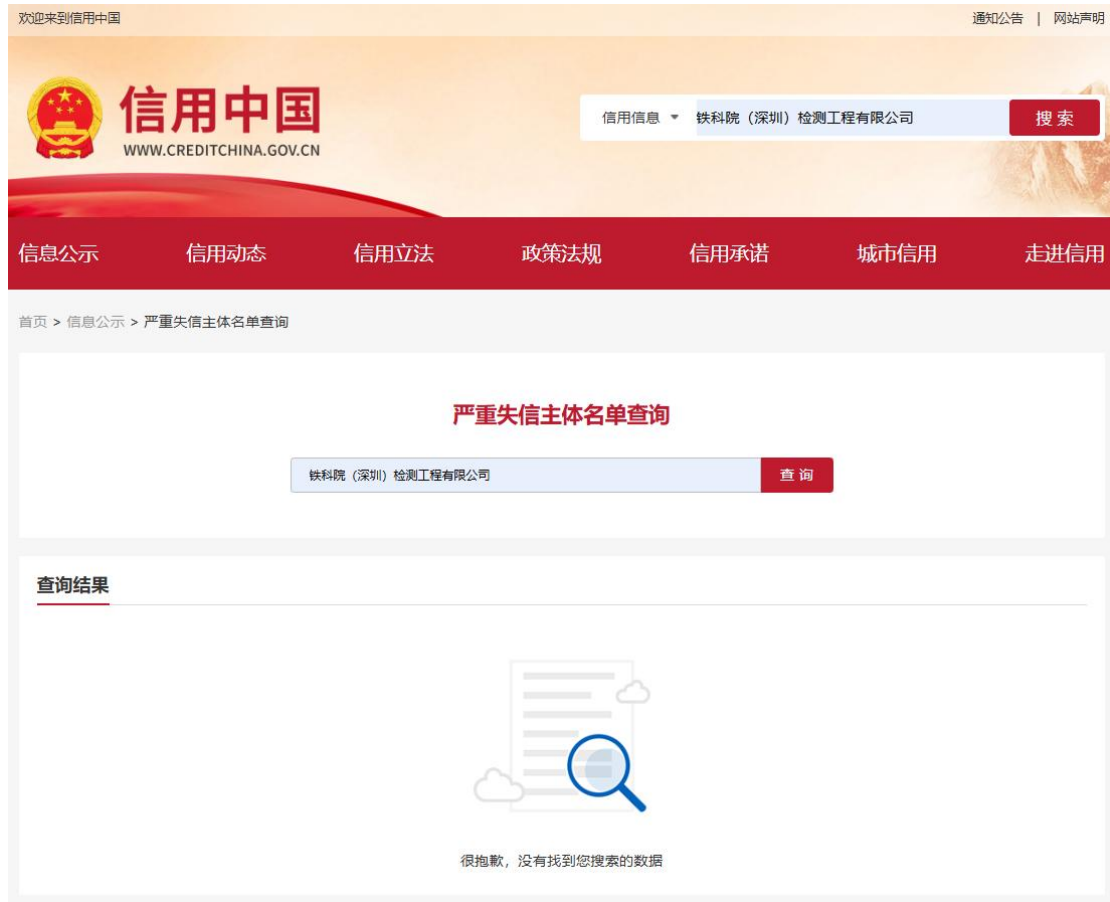 欢迎来到信用中国
通知公告 | 网站声明
信用中国
WWW.CREDITCHINA.GOV.CN
信用信息 铁科院（深圳）检测工程有限公司 搜索
信息公示 信用动态 信用立法 政策法规 信用承诺 城市信用 走进信用
首页 > 信息公示 > 严重失信主体名单查询
严重失信主体名单查询
铁科院（深圳）检测工程有限公司 查询
查询结果
很抱歉，没有找到您搜索的数据